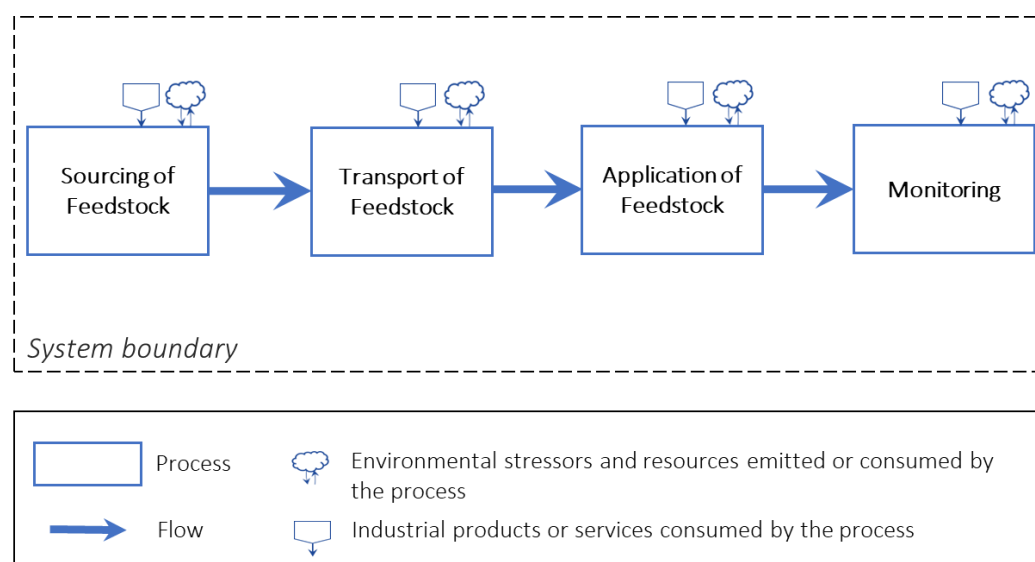 Sourcing of
Feedstock
Transport of
Feedstock
Application of
Feedstock
Monitoring
System boundary
Process
Environmental stressors and resources emitted or consumed by
the process
Flow
Industrial products or services consumed by the process